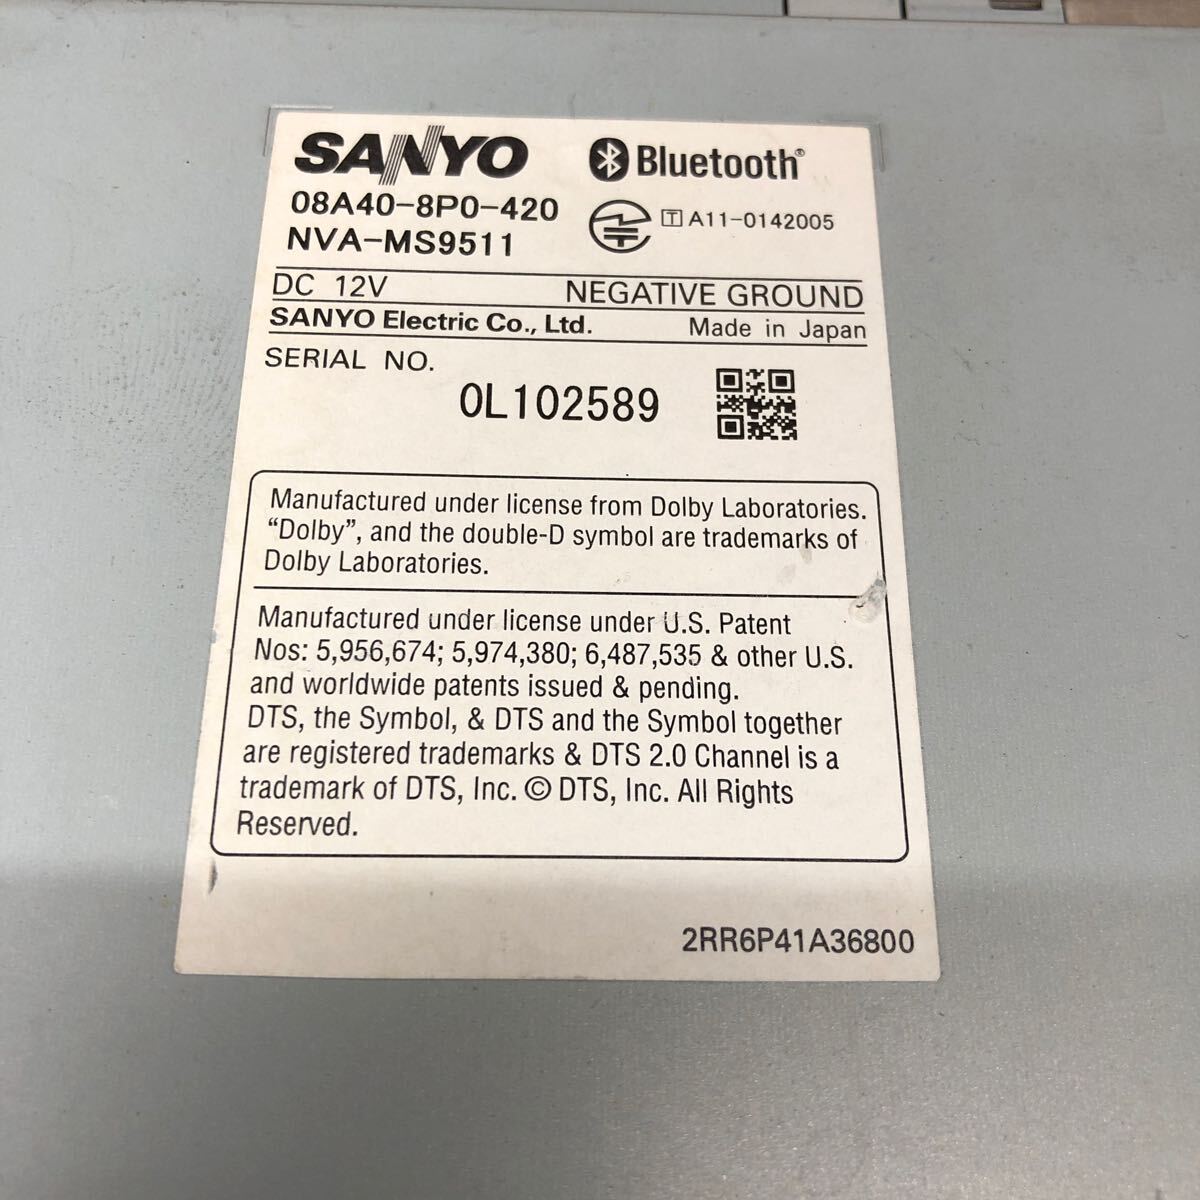 SANYO Bluetooth®
08A40-8P0-420
NVA-MS9511
T A11-0142005
DC 12V NEGATIVE GROUND
SANYO Electric Co., Ltd. Made in Japan
SERIAL NO.
0L102589
Manufactured under license from Dolby Laboratories.
“Dolby”, and the double-D symbol are trademarks of
Dolby Laboratories.
Manufactured under license under U.S. Patent
Nos: 5,956,674; 5,974,380; 6,487,535 & other U.S.
and worldwide patents issued & pending.
DTS, the Symbol, & DTS and the Symbol together
are registered trademarks & DTS 2.0 Channel is a
trademark of DTS, Inc. © DTS, Inc. All Rights
Reserved.
2RR6P41A36800